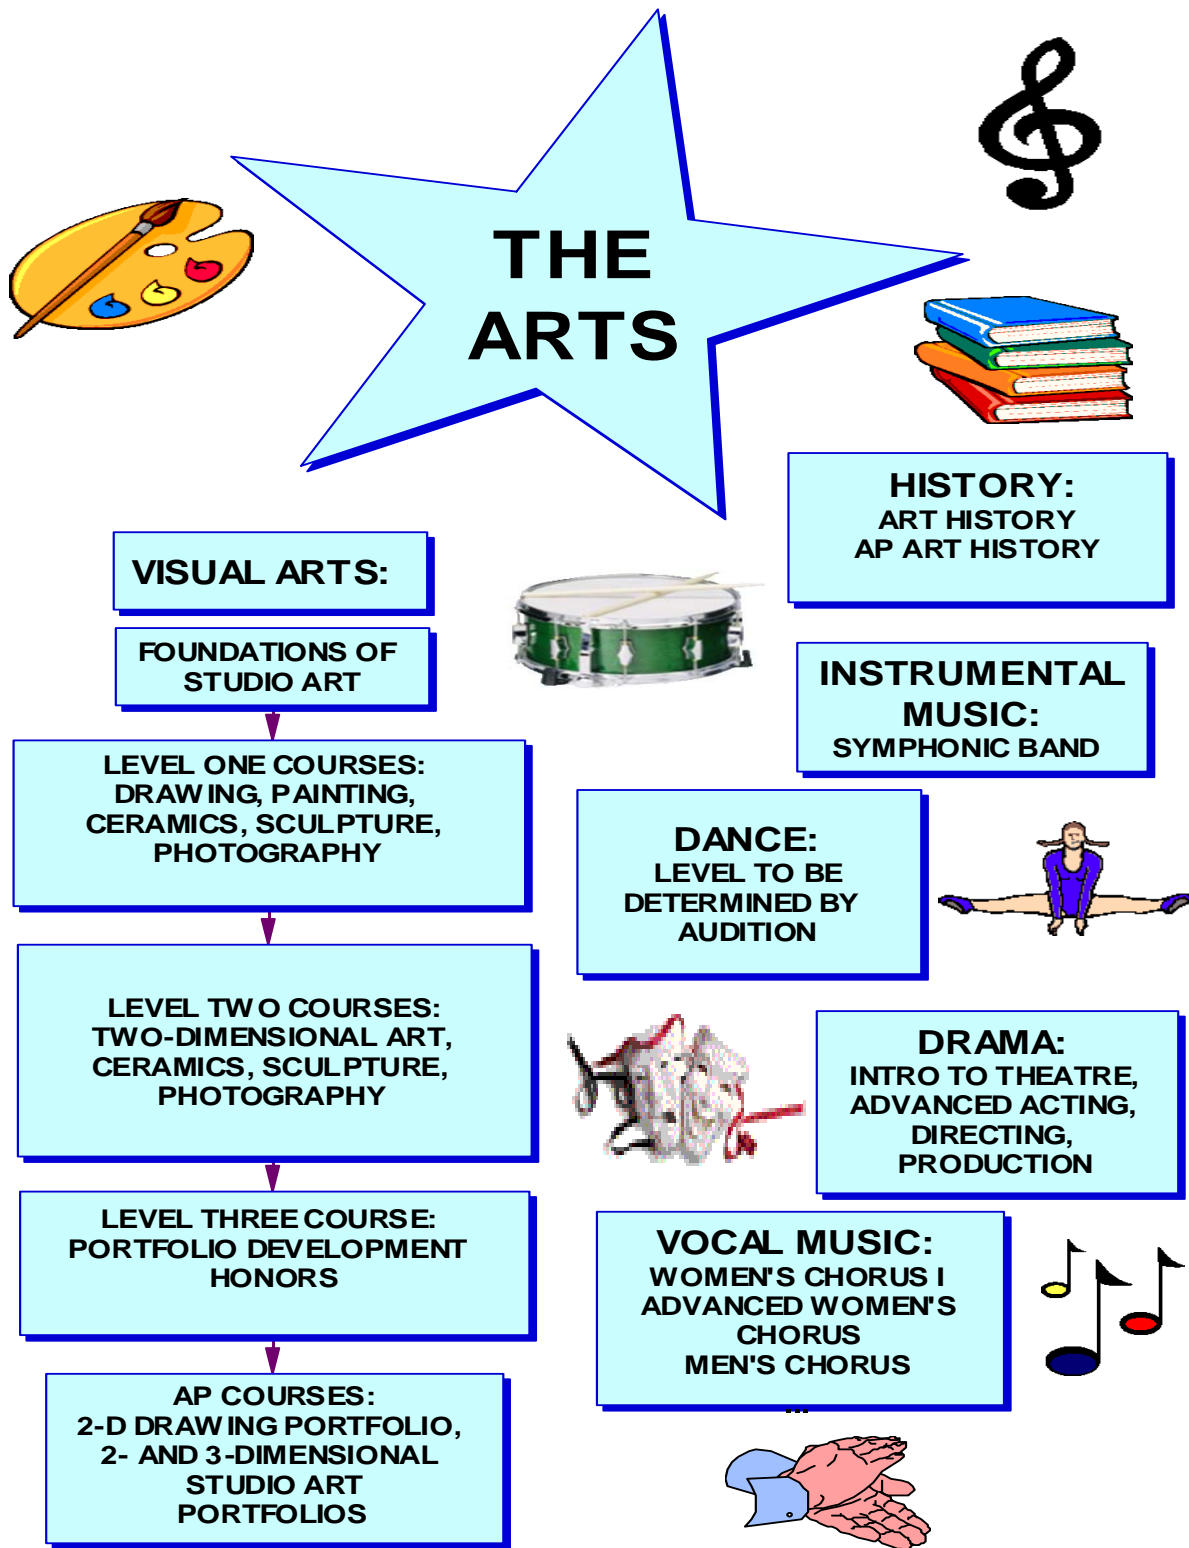 THE
ARTS
HISTORY:
ART HISTORY
AP ART HISTORY
VISUAL ARTS:
FOUNDATIONS OF
STUDIO ART
INSTRUMENTAL
MUSIC:
SYMPHONIC BAND
LEVEL ONE COURSES:
DRAWING, PAINTING,
CERAMICS, SCULPTURE,
PHOTOGRAPHY
DANCE:
LEVEL TO BE
DETERMINED BY
AUDITION
LEVEL TWO COURSES:
TWO-DIMENSIONAL ART,
CERAMICS, SCULPTURE,
PHOTOGRAPHY
DRAMA:
INTRO TO THEATRE,
ADVANCED ACTING,
DIRECTING,
PRODUCTION
LEVEL THREE COURSE:
PORTFOLIO DEVELOPMENT
HONORS
VOCAL MUSIC:
WOMEN'S CHORUS I
ADVANCED WOMEN'S
CHORUS
MEN'S CHORUS
...
AP COURSES:
2-D DRAWING PORTFOLIO,
2- AND 3-DIMENSIONAL
STUDIO ART
PORTFOLIOS